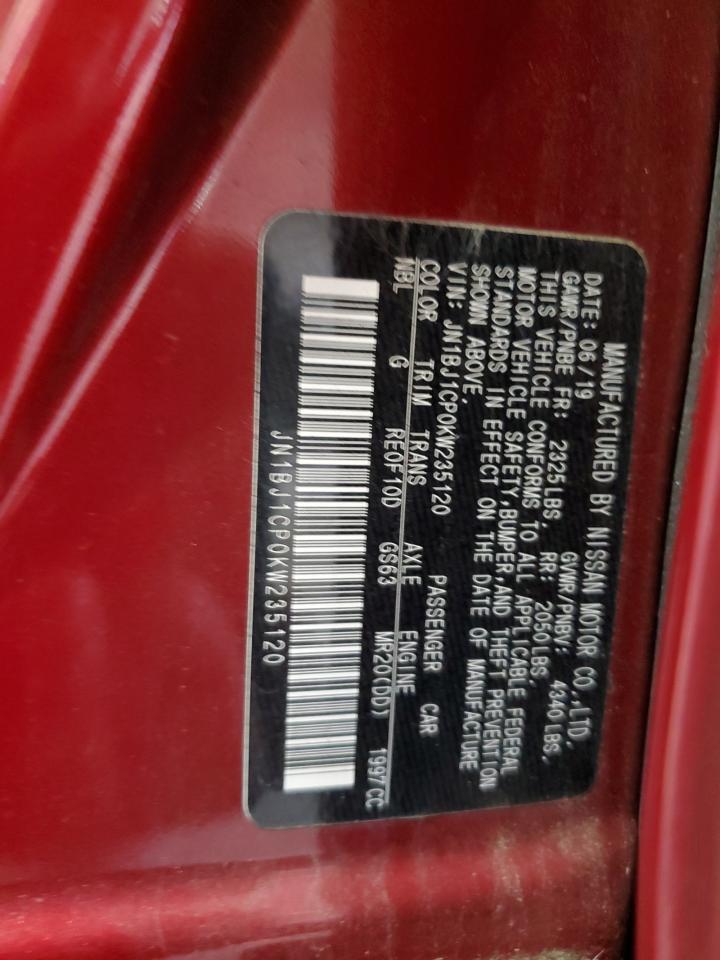 MANUFACTURED BY NISSAN MOTOR CO.,LTD.
DATE: 06/19 GVWR/PNBV: 4340LBS,
GAWR/PNBE FR: 2325LBS, RR: 2050LBS,
THIS VEHICLE CONFORMS TO ALL APPLICABLE FEDERAL
MOTOR VEHICLE SAFETY,BUMPER,AND THEFT PREVENTION
STANDARDS IN EFFECT ON THE DATE OF MANUFACTURE
SHOWN ABOVE.
VIN: JN1BJ1CP0KW235120 PASSENGER CAR
COLOR TRIM TRANS AXLE ENGINE
NBL G RE0F10D GS63 MR20(DD) 1997CC
JN1BJ1CP0KW235120